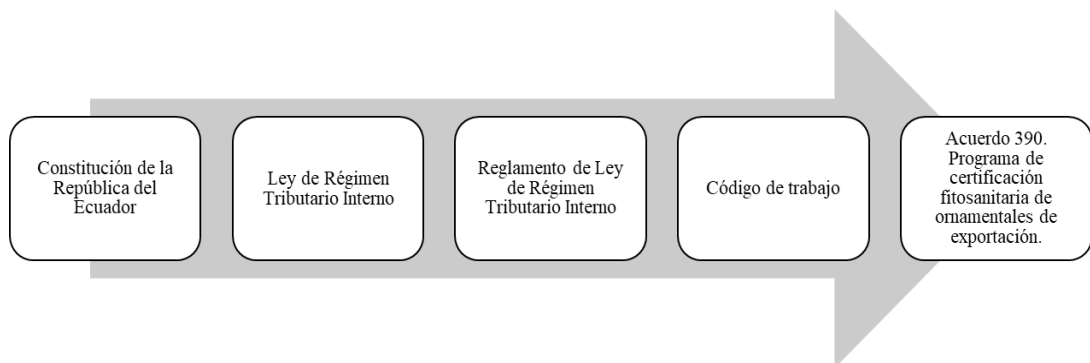 Constitución de la
República del
Ecuador
Ley de Régimen
Tributario Interno
Reglamento de Ley
de Régimen
Tributario Interno
Código de trabajo
Acuerdo 390.
Programa de
certificación
fitosanitaria de
ornamentales de
exportación.